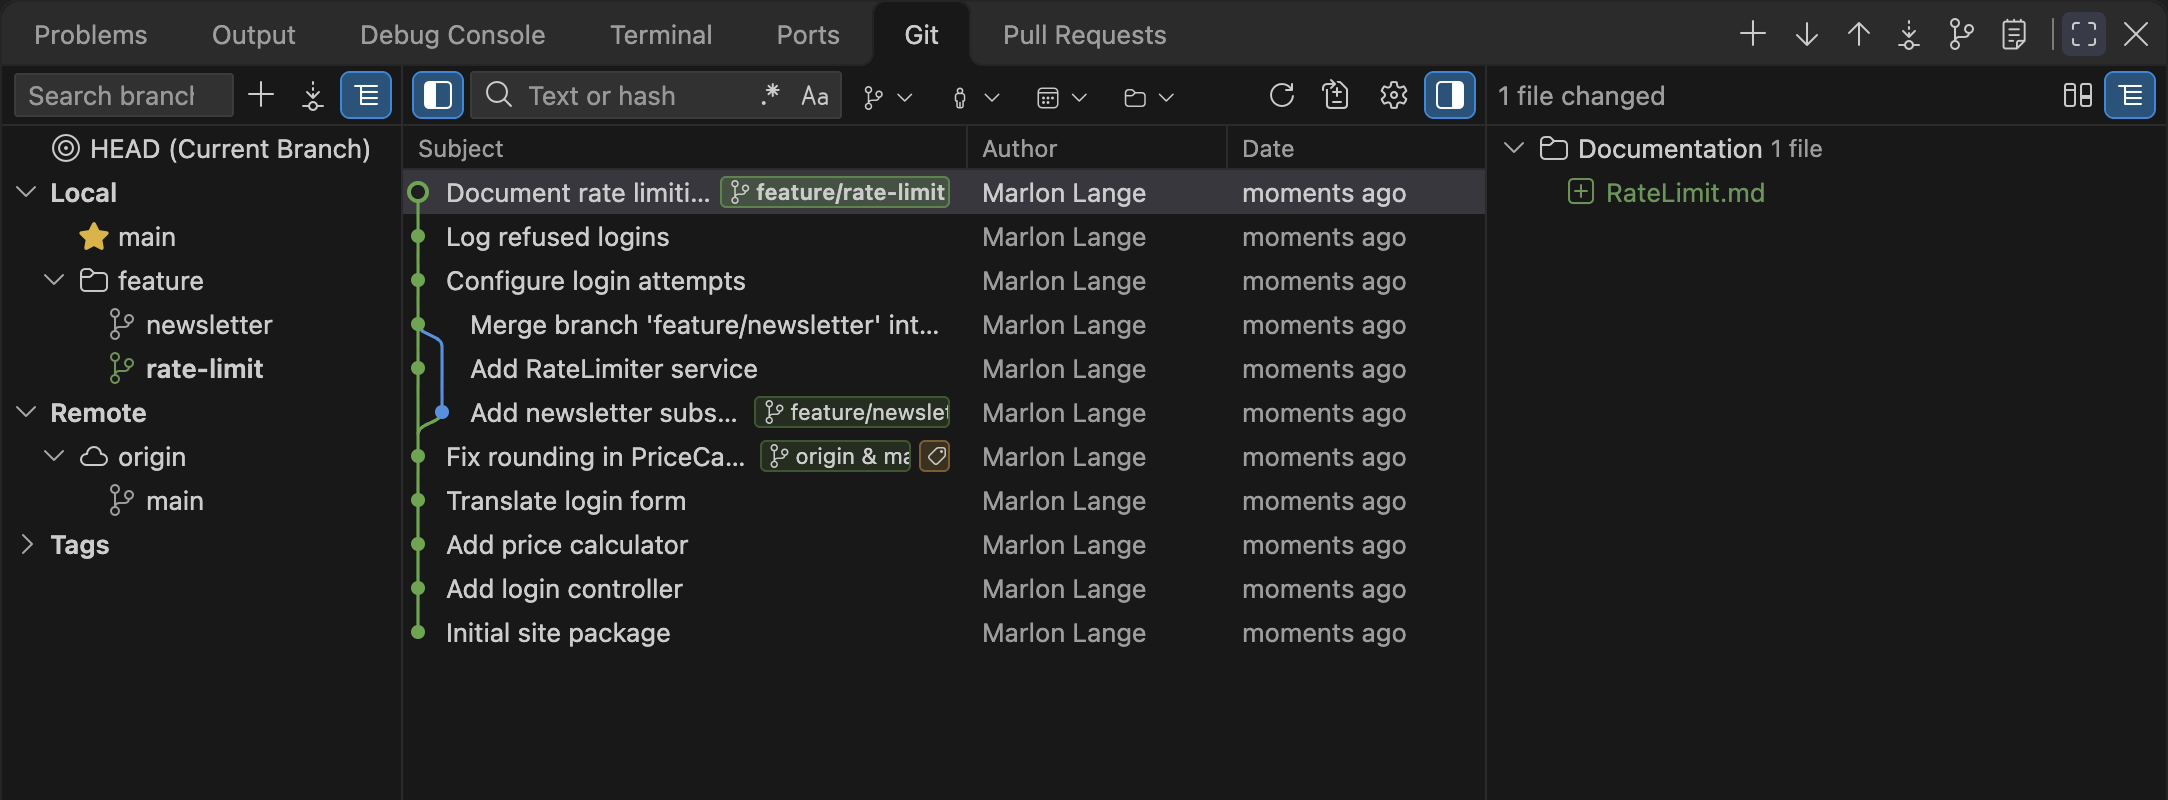 Problems Output Debug Console Terminal Ports Git Pull Requests
Search branch Text or hash .* Aa 1 file changed
HEAD (Current Branch) Subject Author Date Documentation 1 file
Local Document rate limiti... feature/rate-limit Marlon Lange moments ago RateLimit.md
main Log refused logins Marlon Lange moments ago
feature Configure login attempts Marlon Lange moments ago
newsletter Merge branch 'feature/newsletter' int... Marlon Lange moments ago
rate-limit Add RateLimiter service Marlon Lange moments ago
Remote Add newsletter subs... feature/newslet Marlon Lange moments ago
origin Fix rounding in PriceCa... origin & ma Marlon Lange moments ago
main Translate login form Marlon Lange moments ago
Tags Add price calculator Marlon Lange moments ago
Add login controller Marlon Lange moments ago
Initial site package Marlon Lange moments ago